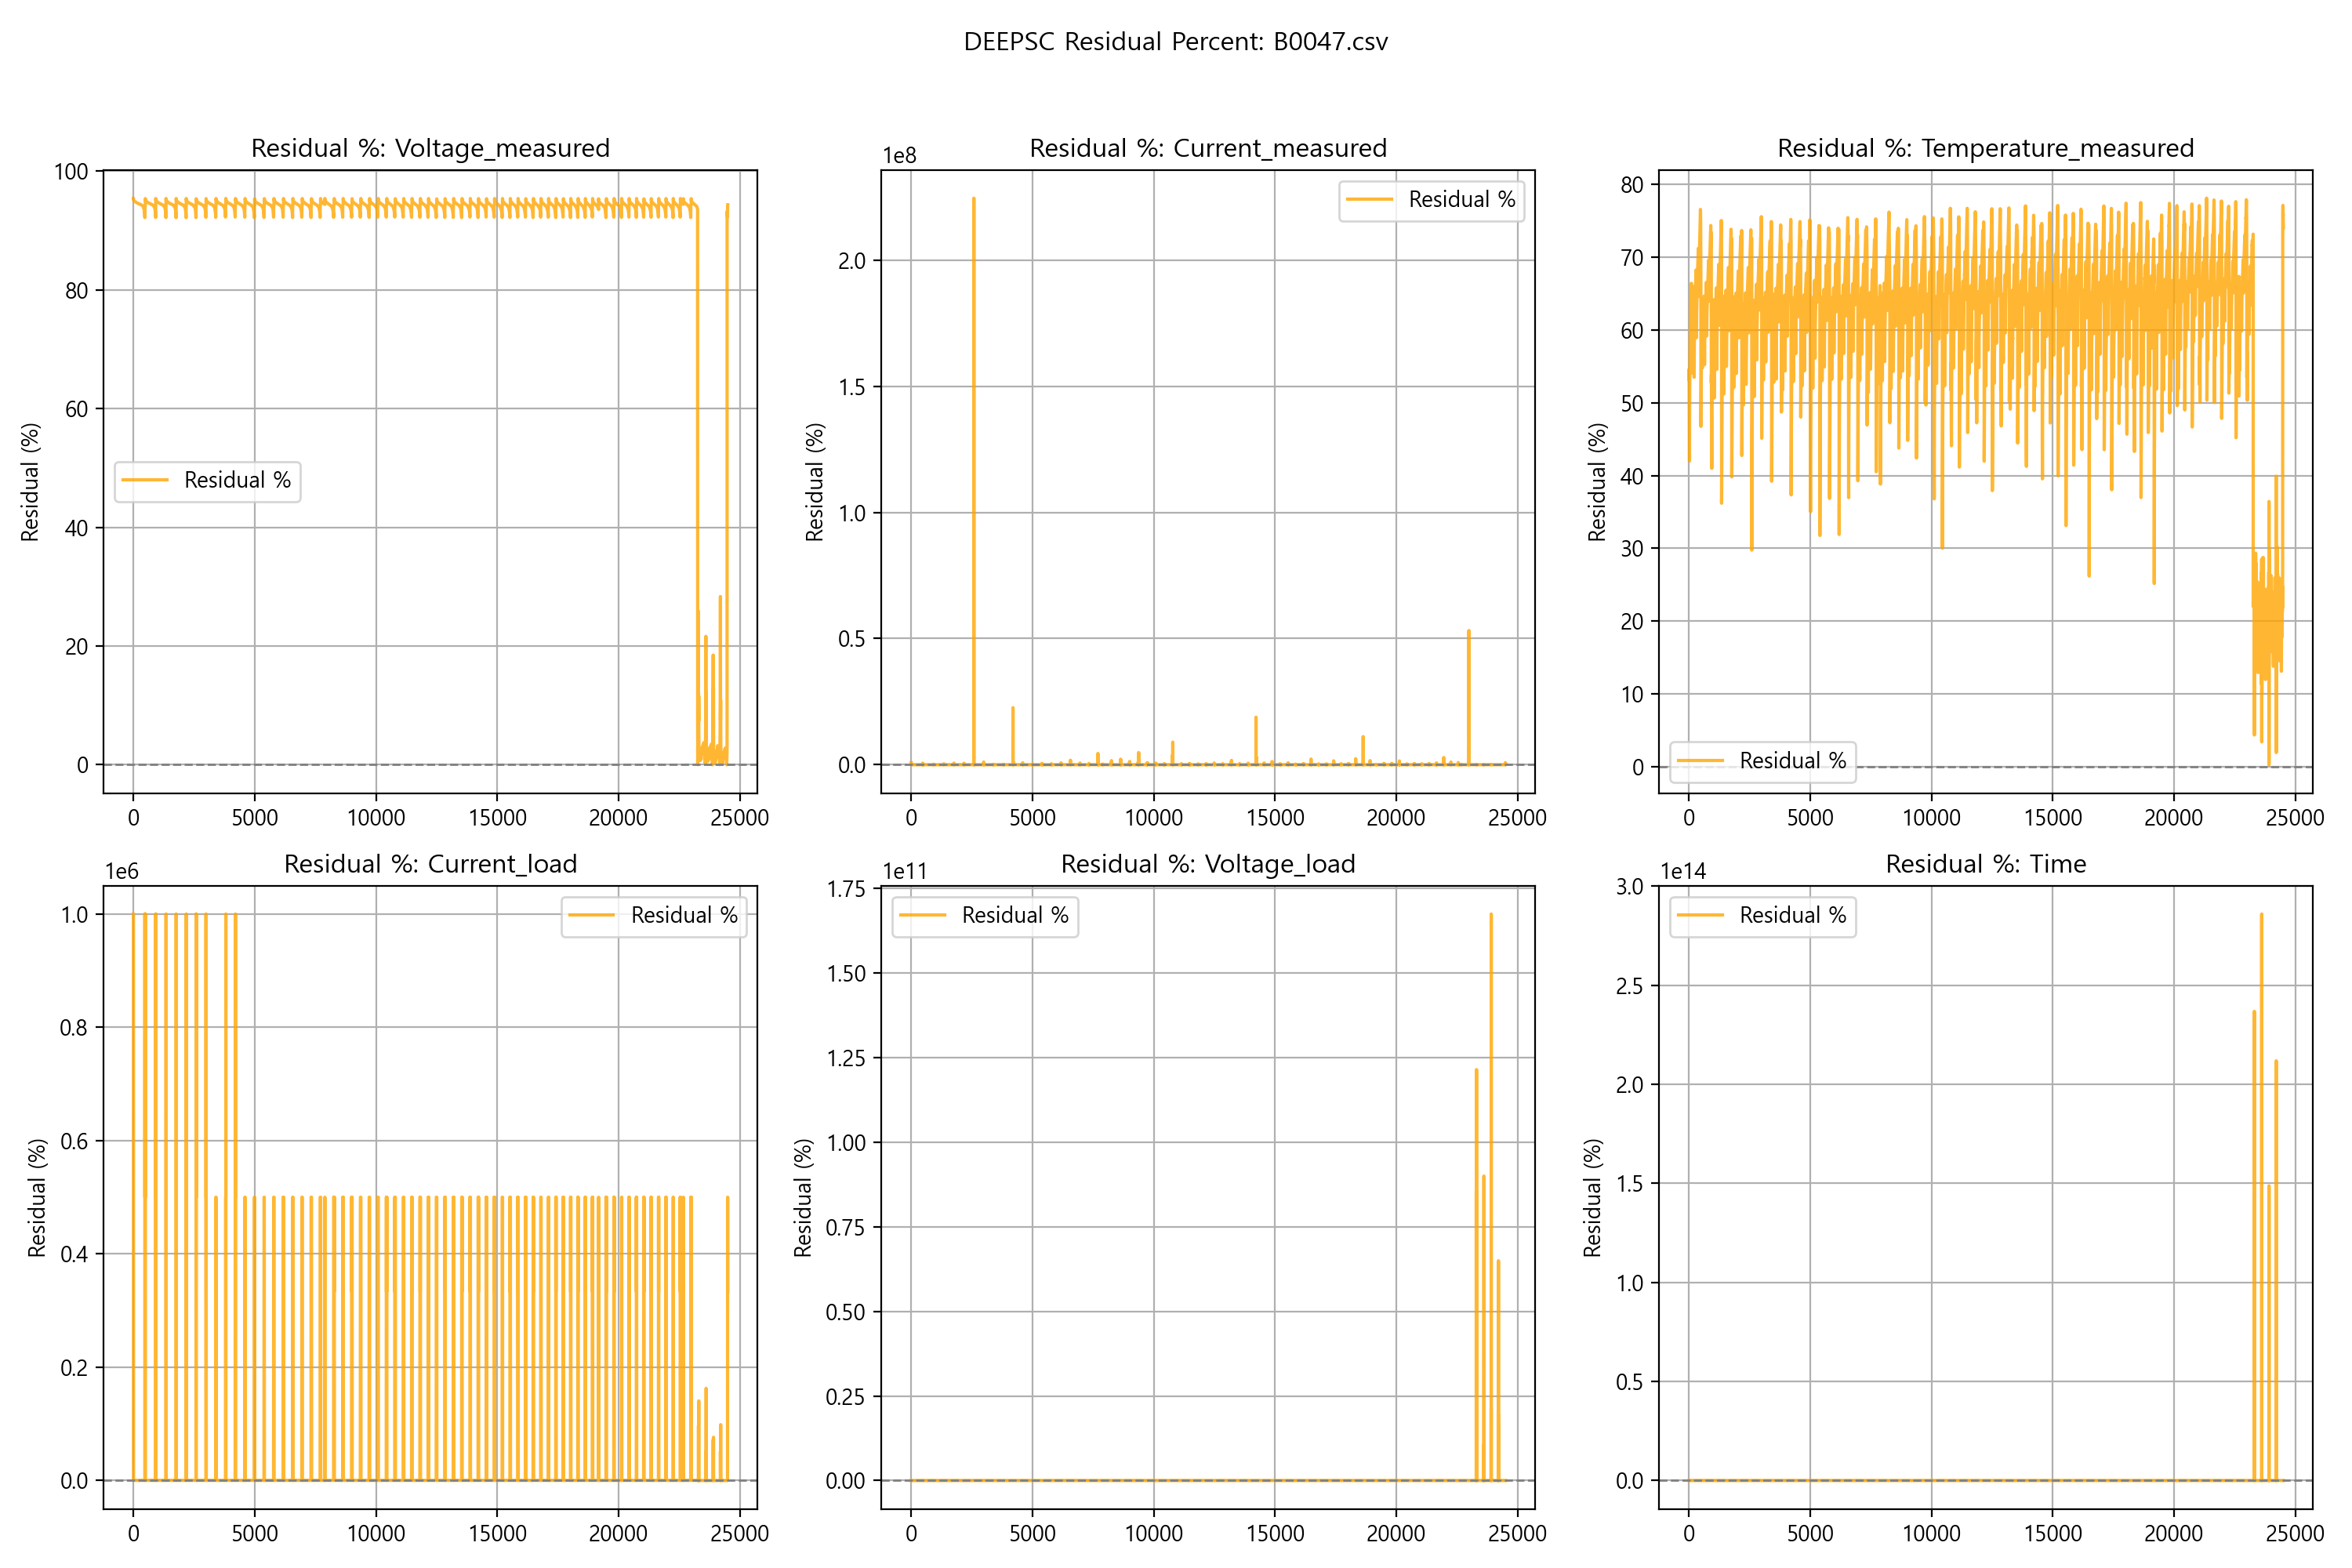 DEEPSC Residual Percent: B0047.csv
Residual %: Voltage_measured
100
80
60
40
20
0
Residual (%)
Residual %
0 5000 10000 15000 20000 25000
Residual %: Current_measured
1e8
2.0
1.5
1.0
0.5
0.0
Residual (%)
Residual %
0 5000 10000 15000 20000 25000
Residual %: Temperature_measured
80
70
60
50
40
30
20
10
0
Residual (%)
Residual %
0 5000 10000 15000 20000 25000
Residual %: Current_load
1e6
1.0
0.8
0.6
0.4
0.2
0.0
Residual (%)
Residual %
0 5000 10000 15000 20000 25000
Residual %: Voltage_load
1e11
1.75
1.50
1.25
1.00
0.75
0.50
0.25
0.00
Residual (%)
Residual %
0 5000 10000 15000 20000 25000
Residual %: Time
1e14
3.0
2.5
2.0
1.5
1.0
0.5
0.0
Residual (%)
Residual %
0 5000 10000 15000 20000 25000